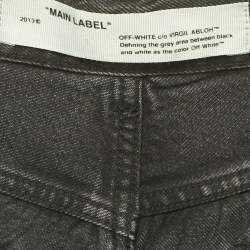 2013©
"MAIN LABEL"
OFF-WHITE c/o VIRGIL ABLOH™
Defining the grey area between black
and white as the color Off White™